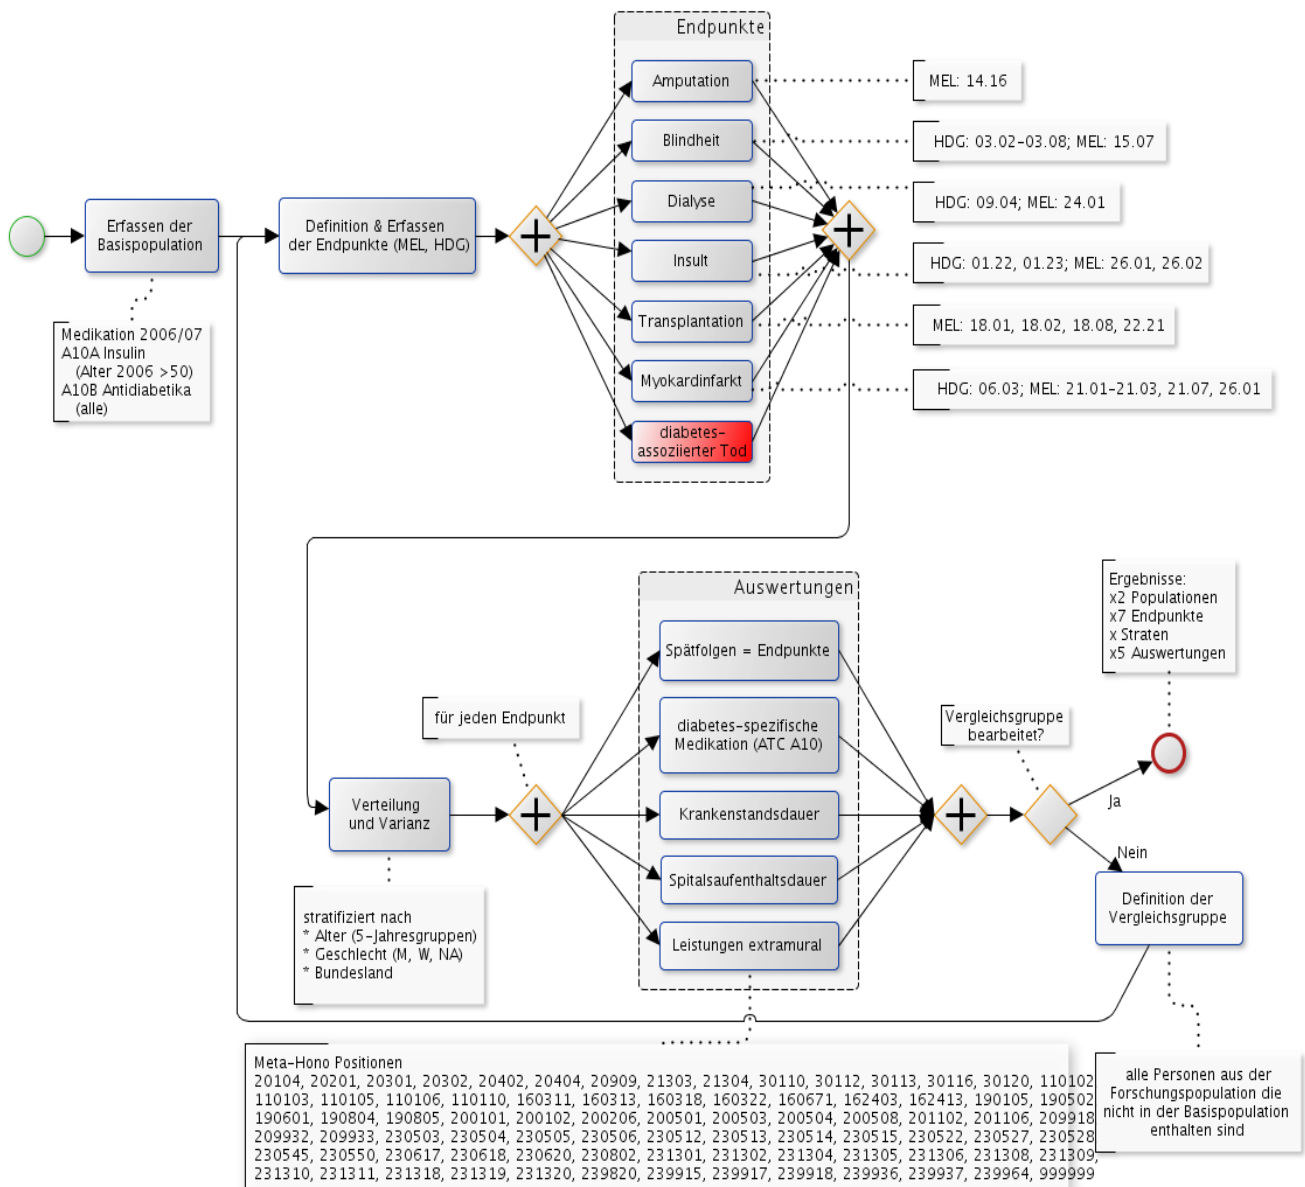 Endpunkte
Amputation
MEL: 14.16
Blindheit
HDG: 03.02-03.08; MEL: 15.07
Dialyse
HDG: 09.04; MEL: 24.01
Erfassen der
Basispopulation
Definition & Erfassen
der Endpunkte (MEL, HDG)
Insult
HDG: 01.22, 01.23; MEL: 26.01, 26.02
Transplantation
MEL: 18.01, 18.02, 18.08, 22.21
Medikation 2006/07
A10A Insulin
(Alter 2006 >50)
A10B Antidiabetika
(alle)
Myokardinfarkt
HDG: 06.03; MEL: 21.01-21.03, 21.07, 26.01
diabetes-
assoziierter Tod
Auswertungen
Ergebnisse:
x2 Populationen
x7 Endpunkte
x Straten
x5 Auswertungen
Spätfolgen = Endpunkte
für jeden Endpunkt
diabetes-spezifische
Medikation (ATC A10)
Vergleichsgruppe
bearbeitet?
Verteilung
und Varianz
Krankenstandsdauer
Ja
Nein
Spitalsaufenthaltsdauer
Definition der
Vergleichsgruppe
stratifiziert nach
* Alter (5-Jahresgruppen)
* Geschlecht (M, W, NA)
* Bundesland
Leistungen extramural
Meta-Hono Positionen
20104, 20201, 20301, 20302, 20402, 20404, 20909, 21303, 21304, 30110, 30112, 30113, 30116, 30120, 110102,
110103, 110105, 110106, 110110, 160311, 160313, 160318, 160322, 160671, 162403, 162413, 190105, 190502,
190601, 190804, 190805, 200101, 200102, 200206, 200501, 200503, 200504, 200508, 201102, 201106, 209918,
209932, 209933, 230503, 230504, 230505, 230506, 230512, 230513, 230514, 230515, 230522, 230527, 230528,
230545, 230550, 230617, 230618, 230620, 230802, 231301, 231302, 231304, 231305, 231306, 231308, 231309,
231310, 231311, 231318, 231319, 231320, 239820, 239915, 239917, 239918, 239936, 239937, 239964, 999999
alle Personen aus der
Forschungspopulation die
nicht in der Basispopulation
enthalten sind